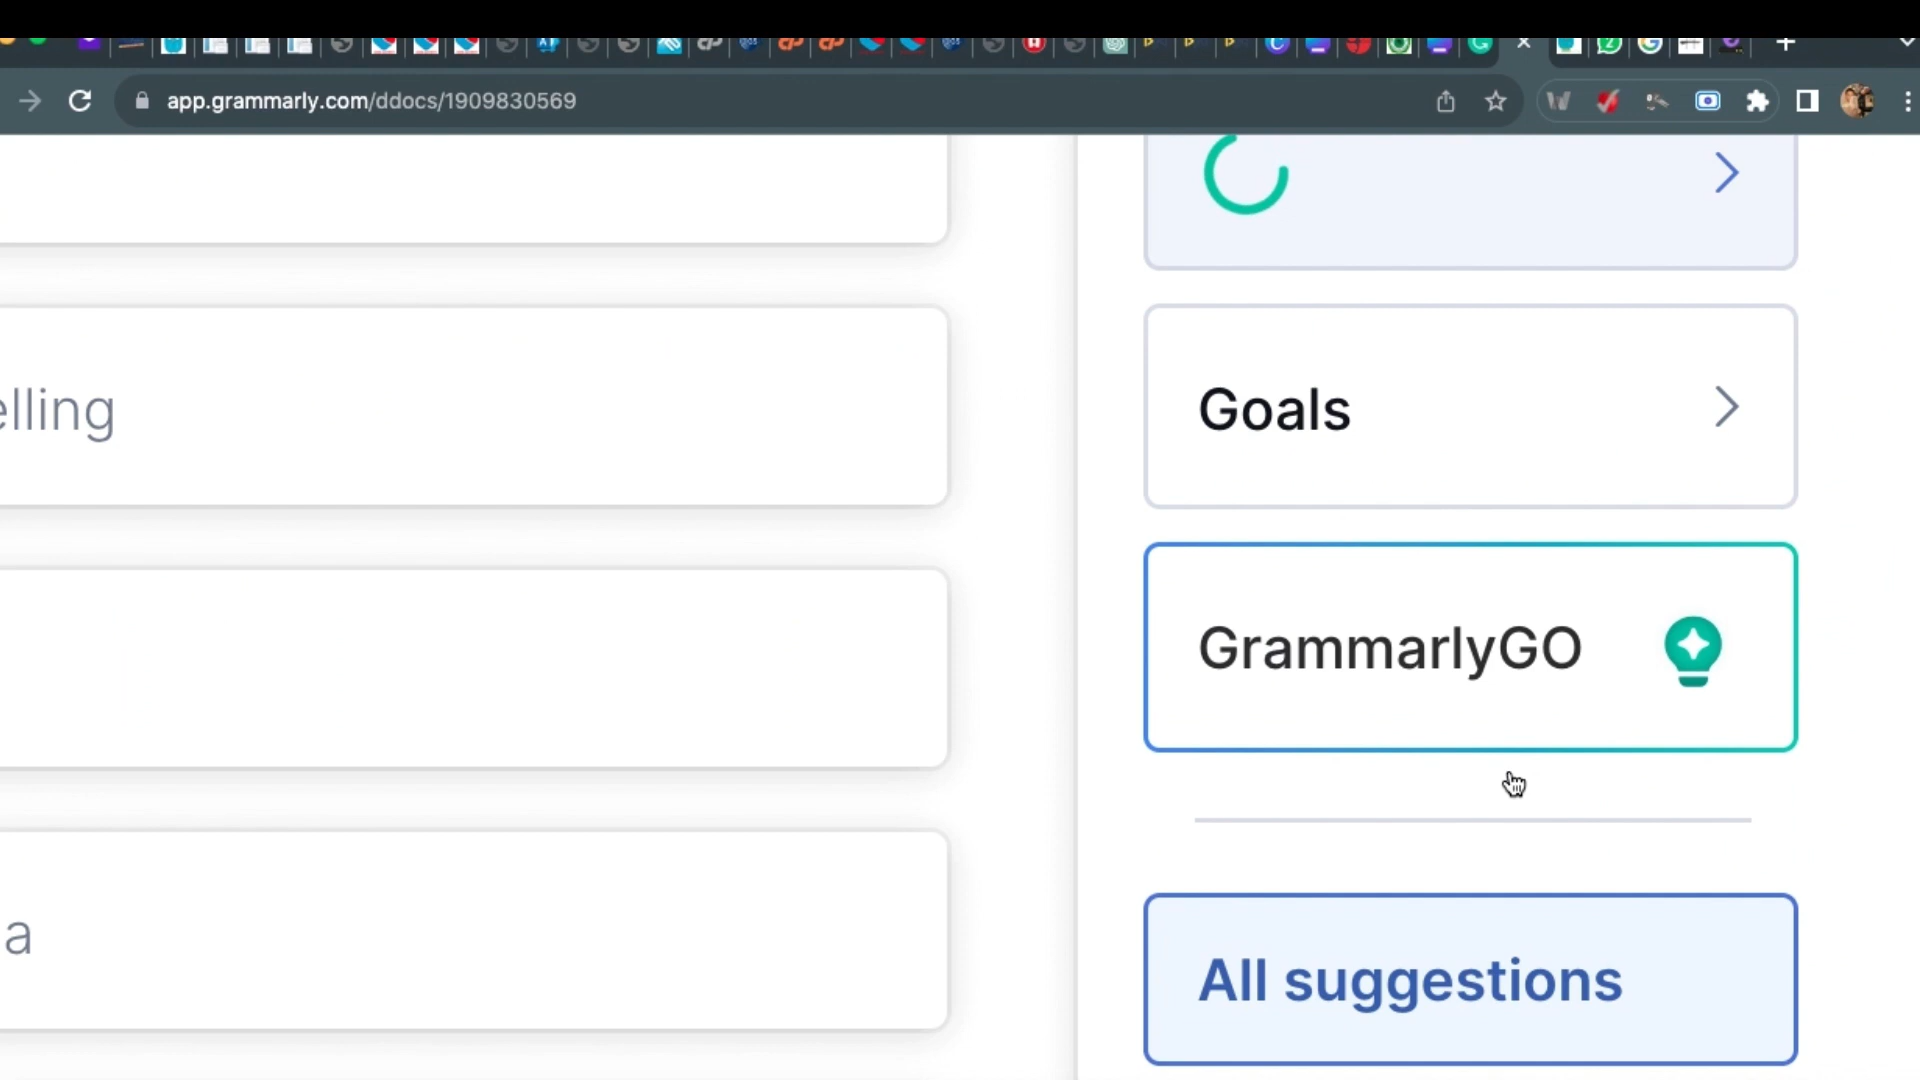 app.grammarly.com/ddocs/1909830569
elling
Goals
GrammarlyGO
a
All suggestions